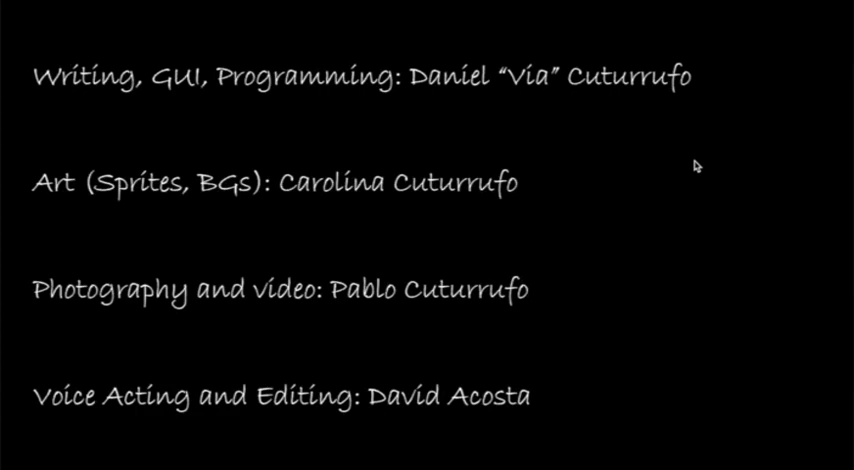 Writing, GUI, Programming: Daniel “Vía” Cuturrufo
Art (Sprites, BGs): Carolina Cuturrufo
Photography and video: Pablo Cuturrufo
Voice Acting and Editing: David Acosta